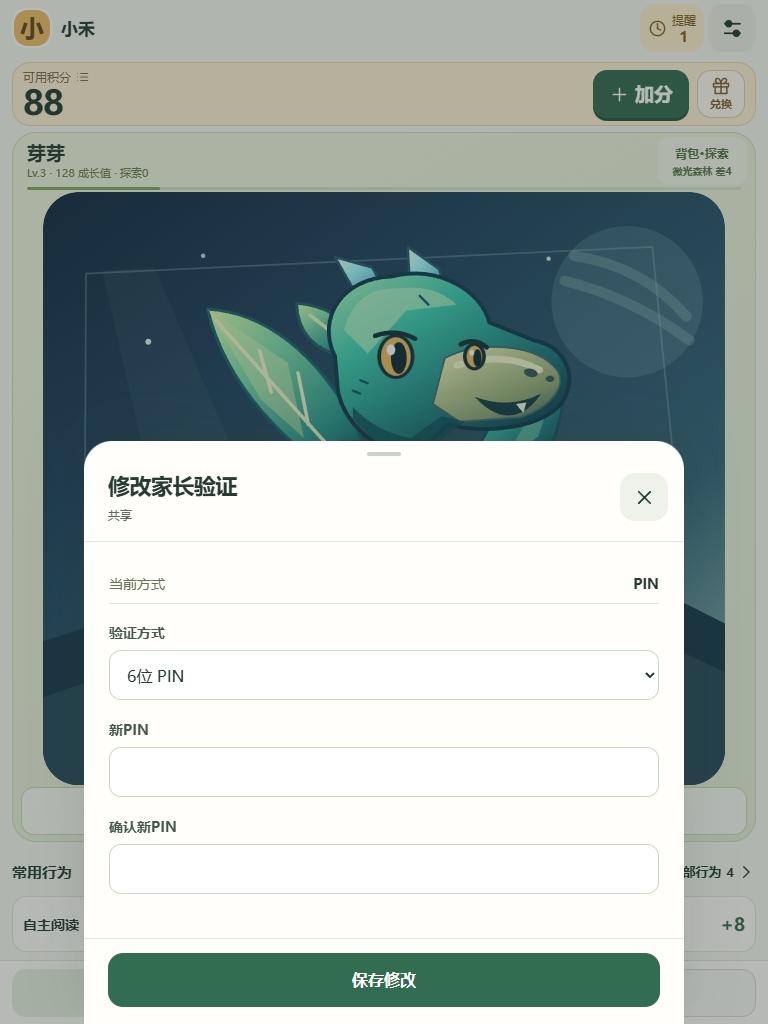 小 小禾
提醒
1
可用积分
88
+ 加分
兑换
芽芽
Lv.3 · 128 成长值 · 探索0
背包•探索
微光森林 差4
修改家长验证
共享
当前方式 PIN
验证方式
6位 PIN
新PIN
确认新PIN
常用行为
部行为 4
自主阅读
+8
保存修改